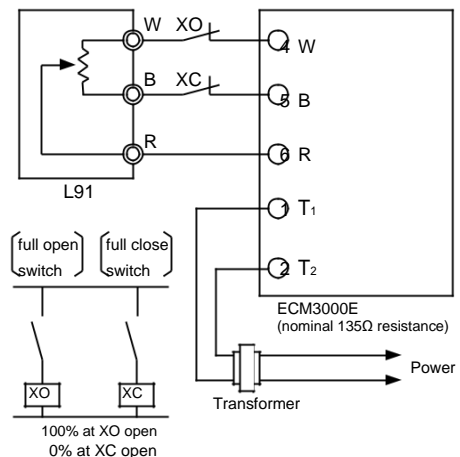 W XO
4 W
B XC
5 B
R
6 R
L91
1 T₁
full open switch
full close switch
2 T₂
ECM3000E
(nominal 135Ω resistance)
Power
XO
XC
Transformer
100% at XO open
0% at XC open